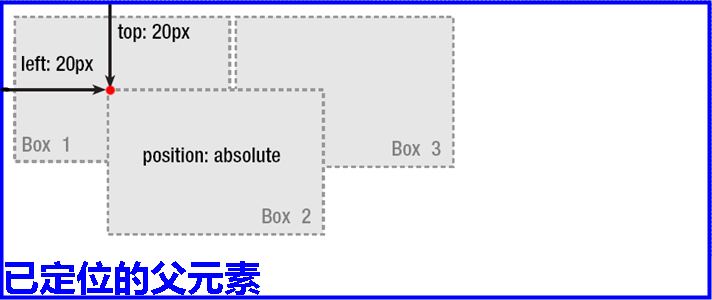 top: 20px
left: 20px
Box 1
position: absolute
Box 3
Box 2
已定位的父元素